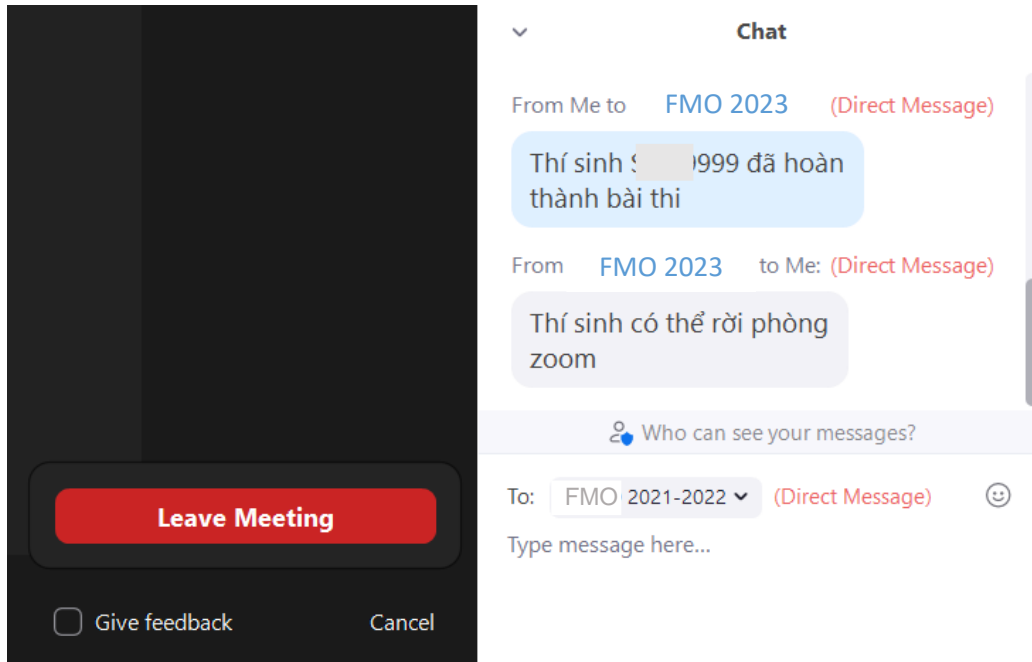 Leave Meeting
Give feedback Cancel
Chat
From Me to FMO 2023 (Direct Message)
Thí sinh 9999 đã hoàn
thành bài thi
From FMO 2023 to Me: (Direct Message)
Thí sinh có thể rời phòng
zoom
Who can see your messages?
To: FMO 2021-2022 (Direct Message)
Type message here...